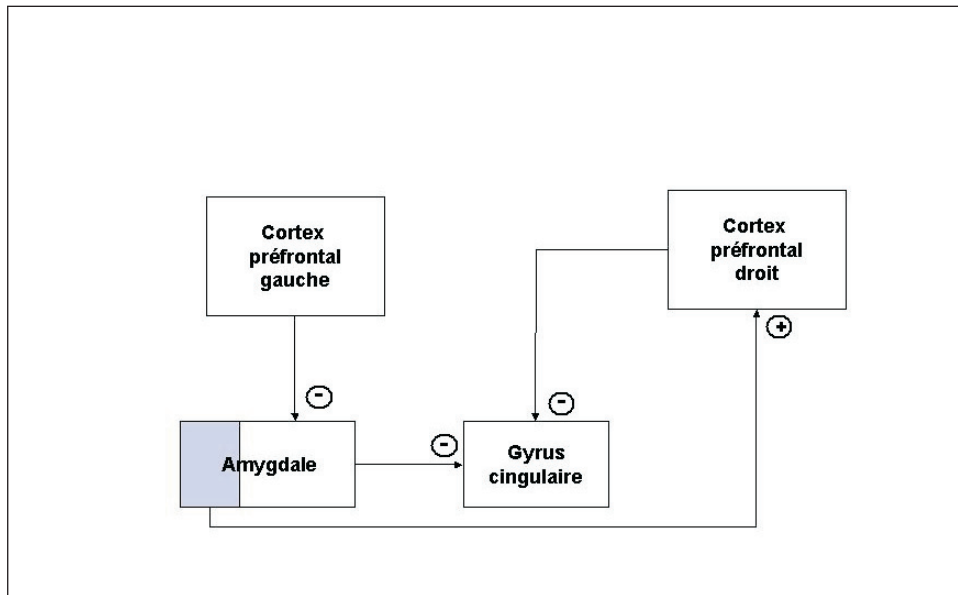 Cortex
préfrontal
gauche
Cortex
préfrontal
droit
+
-
-
-
Amygdale
Gyrus
cingulaire